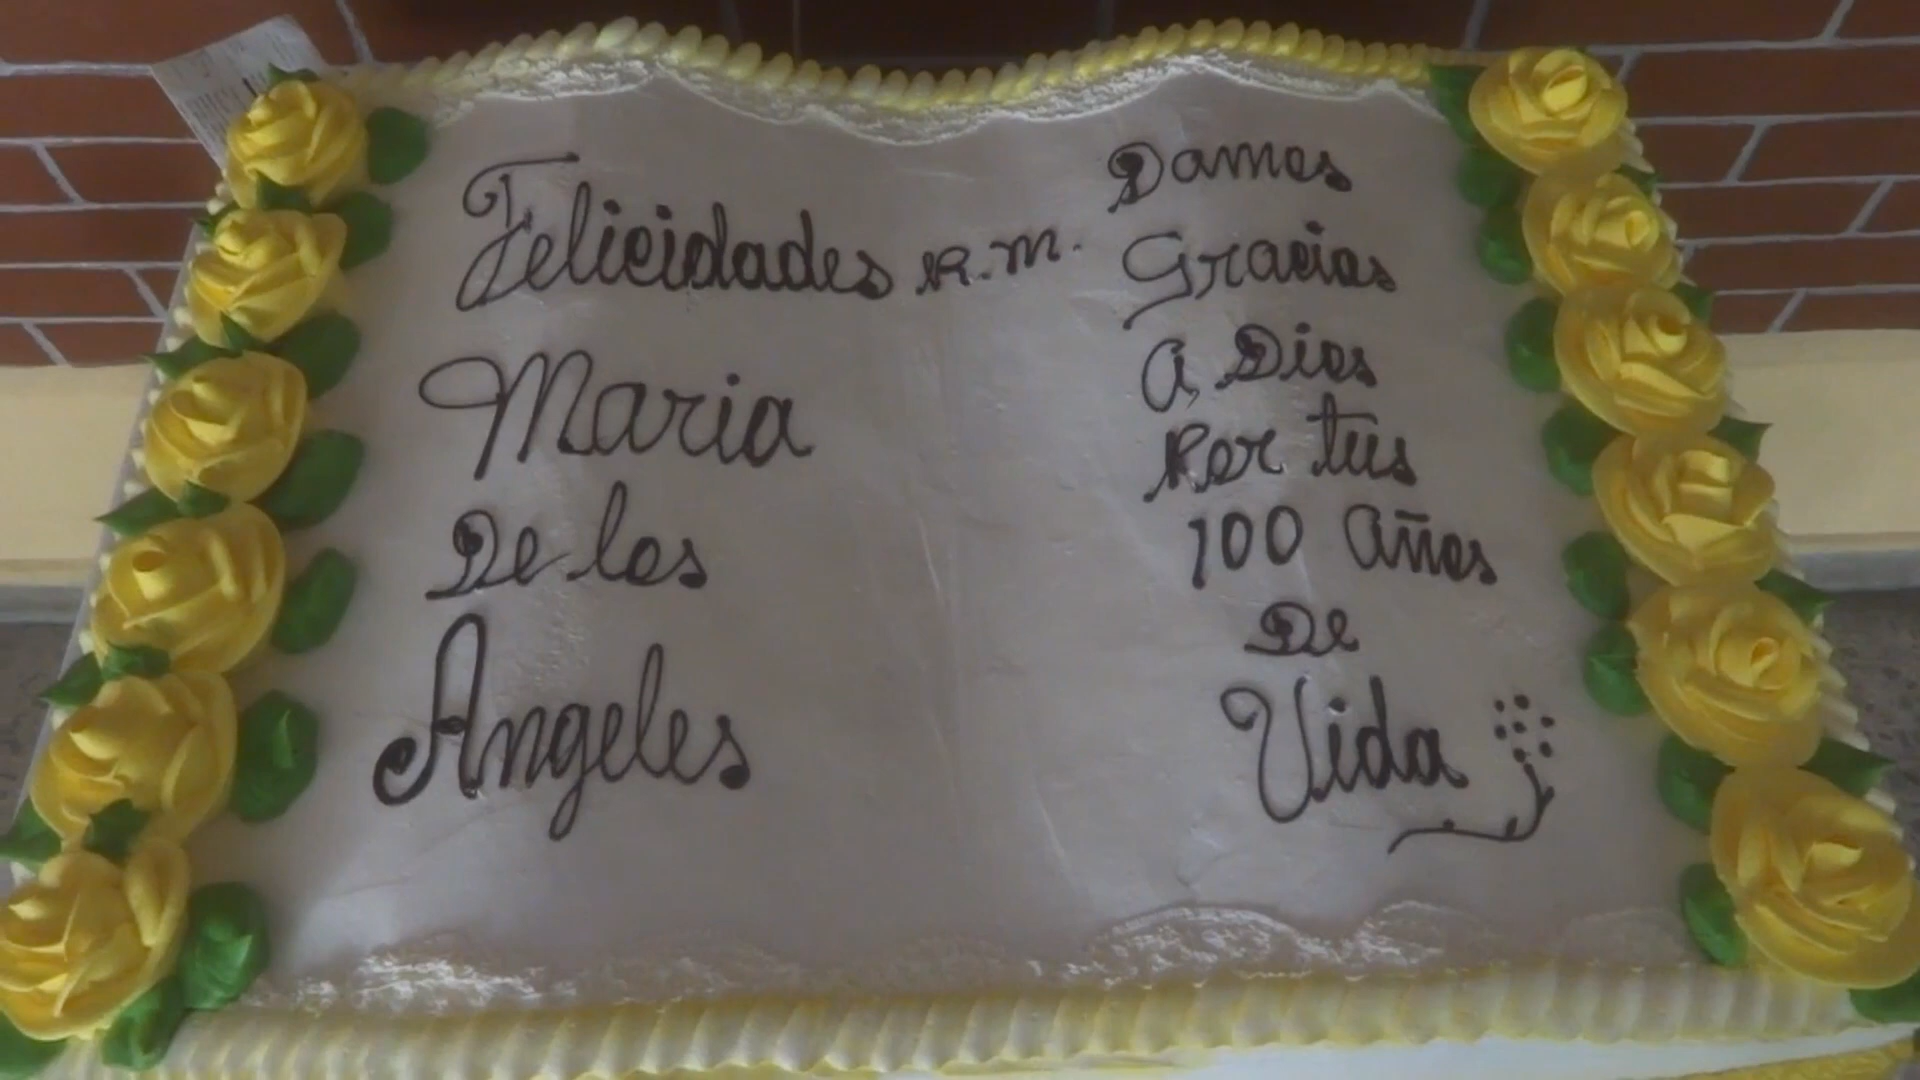 Felicidades R.M.
Maria
De los
Angeles
Damos
Gracias
A Dios
Por tus
100 Años
De
Vida